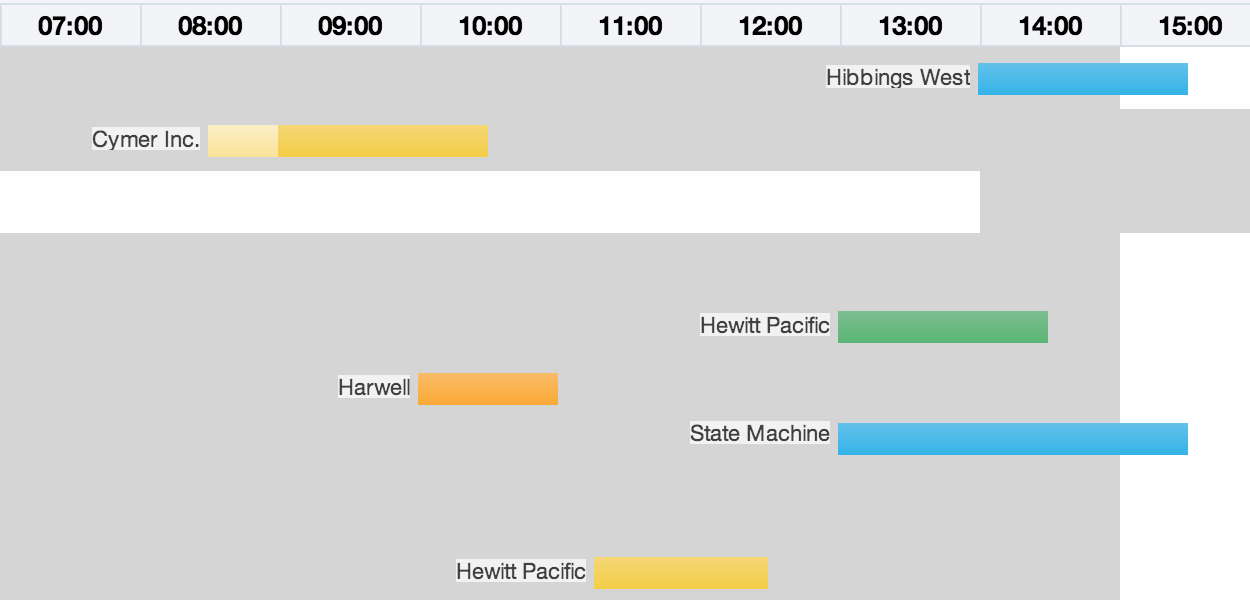 07:00 08:00 09:00 10:00 11:00 12:00 13:00 14:00 15:00
Hibbings West
Cymer Inc.
Hewitt Pacific
Harwell
State Machine
Hewitt Pacific